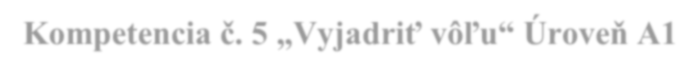 Kompetencia č. 5 „Vyjadriť vôľu“ Úroveň A1